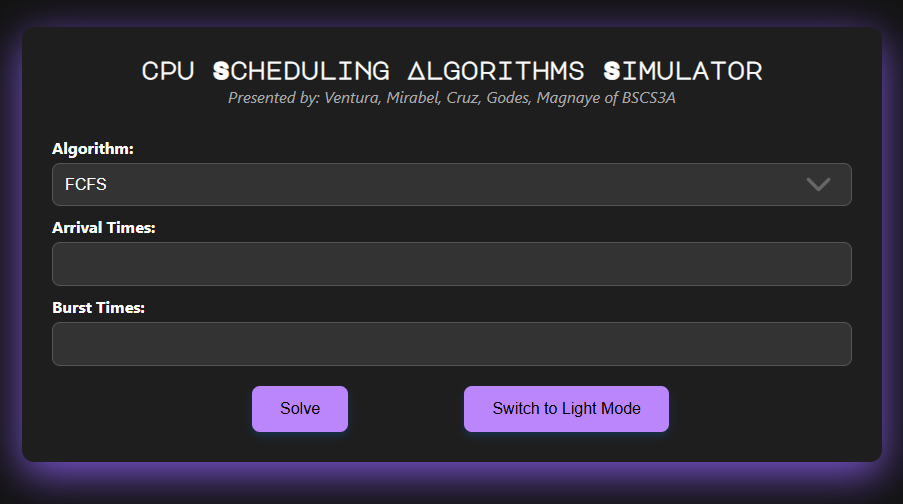 CPU SCHEDULING ALGORITHMS SIMULATOR
Presented by: Ventura, Mirabel, Cruz, Godes, Magnaye of BSCS3A
Algorithm:
FCFS
Arrival Times:
Burst Times:
Solve
Switch to Light Mode